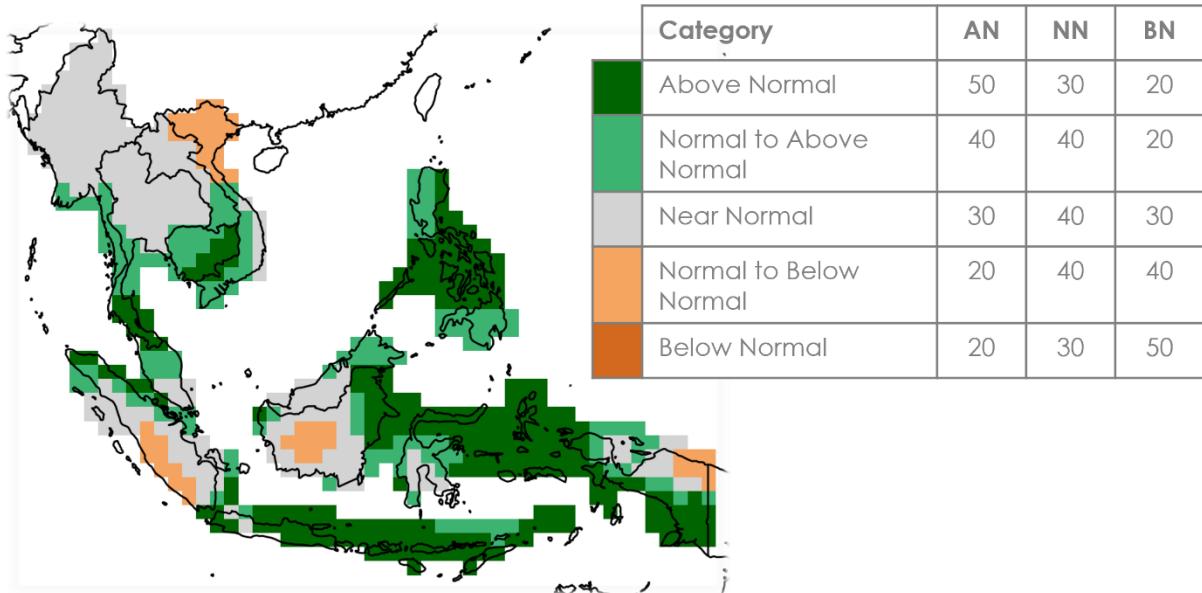 Category AN NN BN
Above Normal 50 30 20
Normal to Above
Normal 40 40 20
Near Normal 30 40 30
Normal to Below
Normal 20 40 40
Below Normal 20 30 50